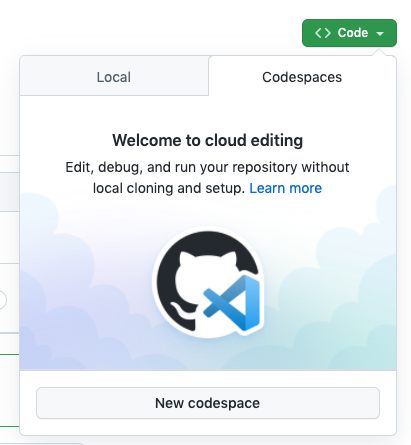 <> Code
Local
Codespaces
Welcome to cloud editing
Edit, debug, and run your repository without
local cloning and setup. Learn more
New codespace